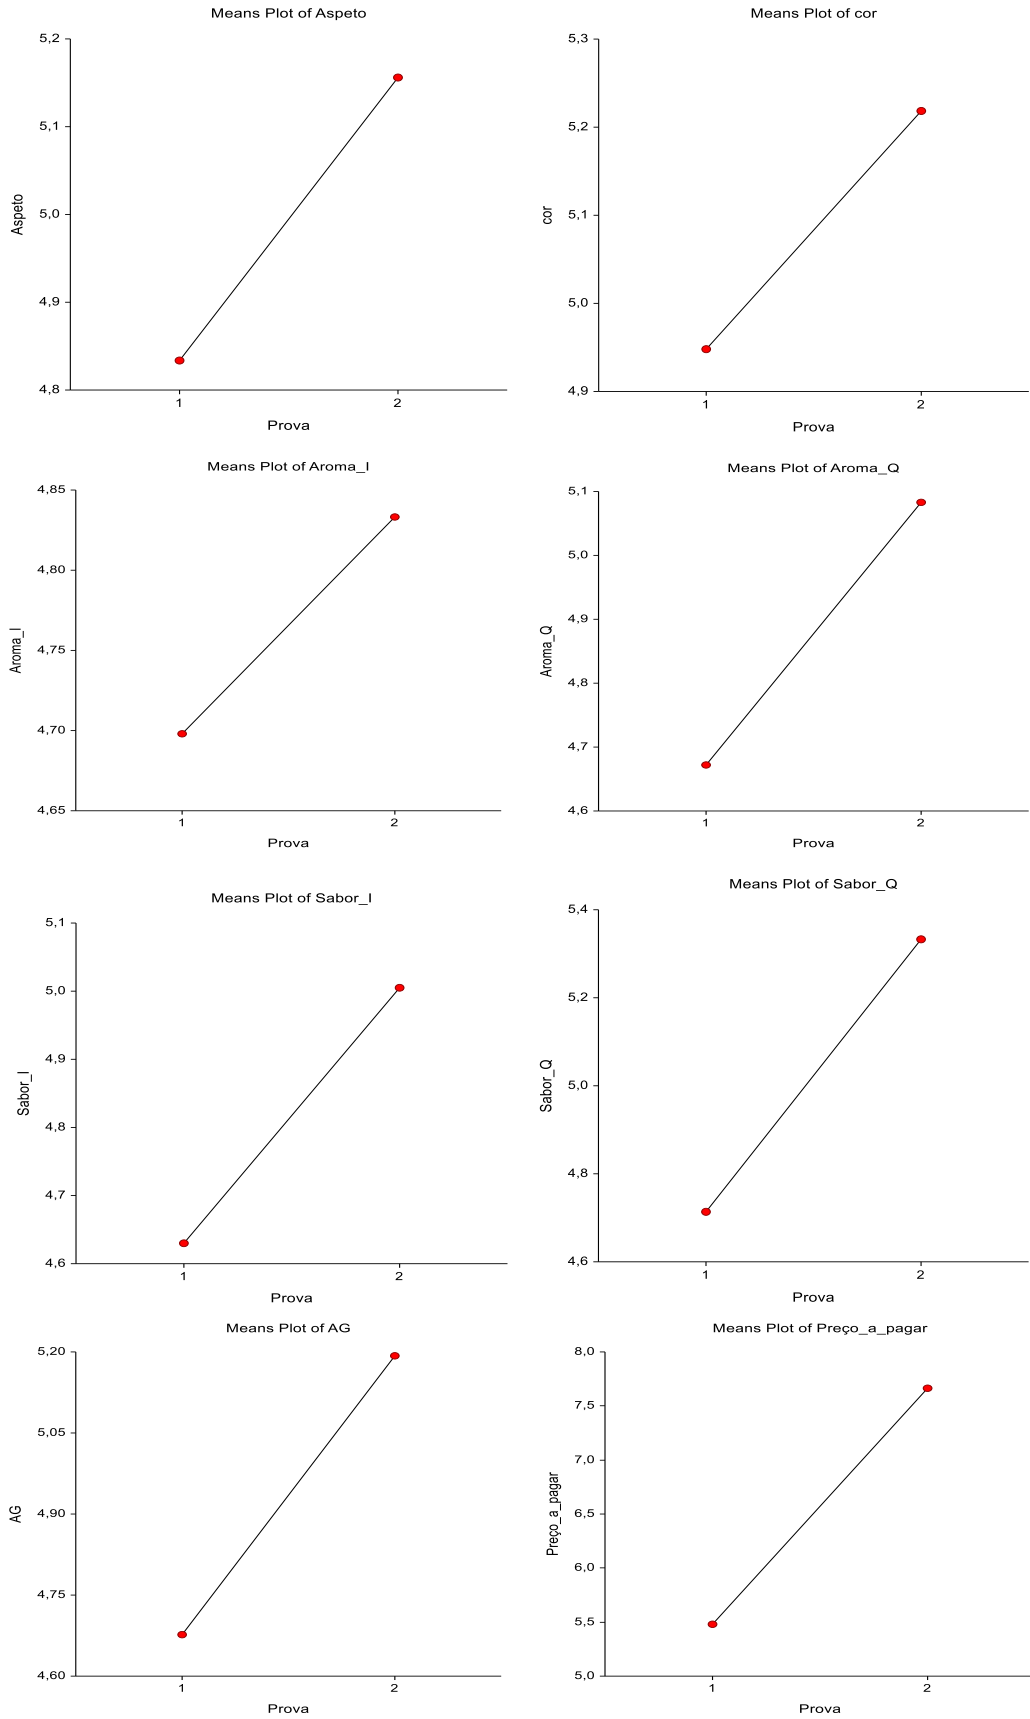 Means Plot of Aspeto
5,2
5,1
5,0
4,9
4,8
Aspeto
1 2
Prova
Means Plot of cor
5,3
5,2
5,1
5,0
4,9
cor
1 2
Prova
Means Plot of Aroma_I
4,85
4,80
4,75
4,70
4,65
Aroma_I
1 2
Prova
Means Plot of Aroma_Q
5,1
5,0
4,9
4,8
4,7
4,6
Aroma_Q
1 2
Prova
Means Plot of Sabor_I
5,1
5,0
4,9
4,8
4,7
4,6
Sabor_I
1 2
Prova
Means Plot of Sabor_Q
5,4
5,2
5,0
4,8
4,6
Sabor_Q
1 2
Prova
Means Plot of AG
5,20
5,05
4,90
4,75
4,60
AG
1 2
Prova
Means Plot of Preço_a_pagar
8,0
7,5
7,0
6,5
6,0
5,5
5,0
Preço_a_pagar
1 2
Prova